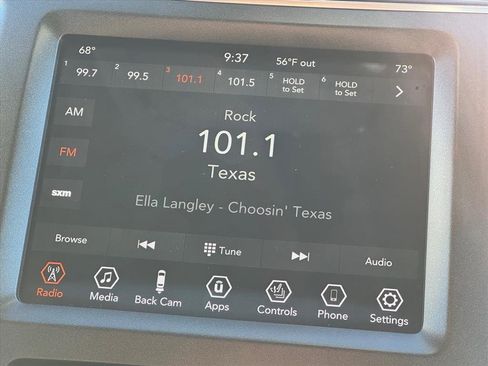 68° 9:37 56°F out 73°
1 99.7 2 99.5 3 101.1 4 101.5 5 HOLD to Set 6 HOLD to Set >
AM
Rock
101.1
FM
Texas
sxm
Ella Langley - Choosin' Texas
Browse Tune Audio
Radio Media Back Cam Apps Controls Phone Settings